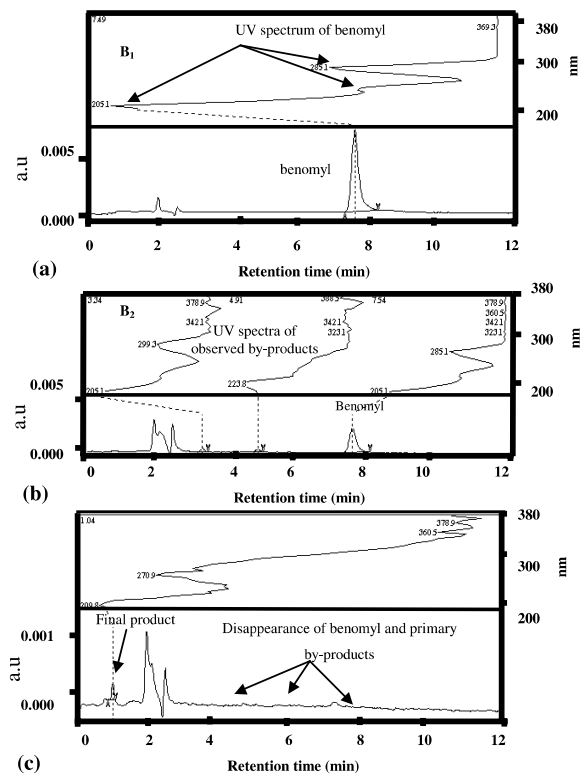 7.49
UV spectrum of benomyl
369.3
380
B1
285.1
300
nm
205.1
200
0.005
benomyl
a.u
0.000
0 2 4 6 8 10 12
(a)
Retention time (min)
3.34
378.9
4.91
388.5
7.54
378.9
380
B2
360.5
342.1
342.1
342.1
323.1
323.1
299.3
UV spectra of
300
nm
observed by-products
285.1
205.1
223.8
205.1
200
0.005
Benomyl
a.u
0.000
0 2 4 6 8 10 12
Retention time (min)
(b)
1.04
380
378.9
360.5
300
nm
270.9
209.8
200
Final product
Disappearance of benomyl and primary
0.001
by-products
a.u
0.000
0 2 4 6 8 10 12
(c)
Retention time (min)